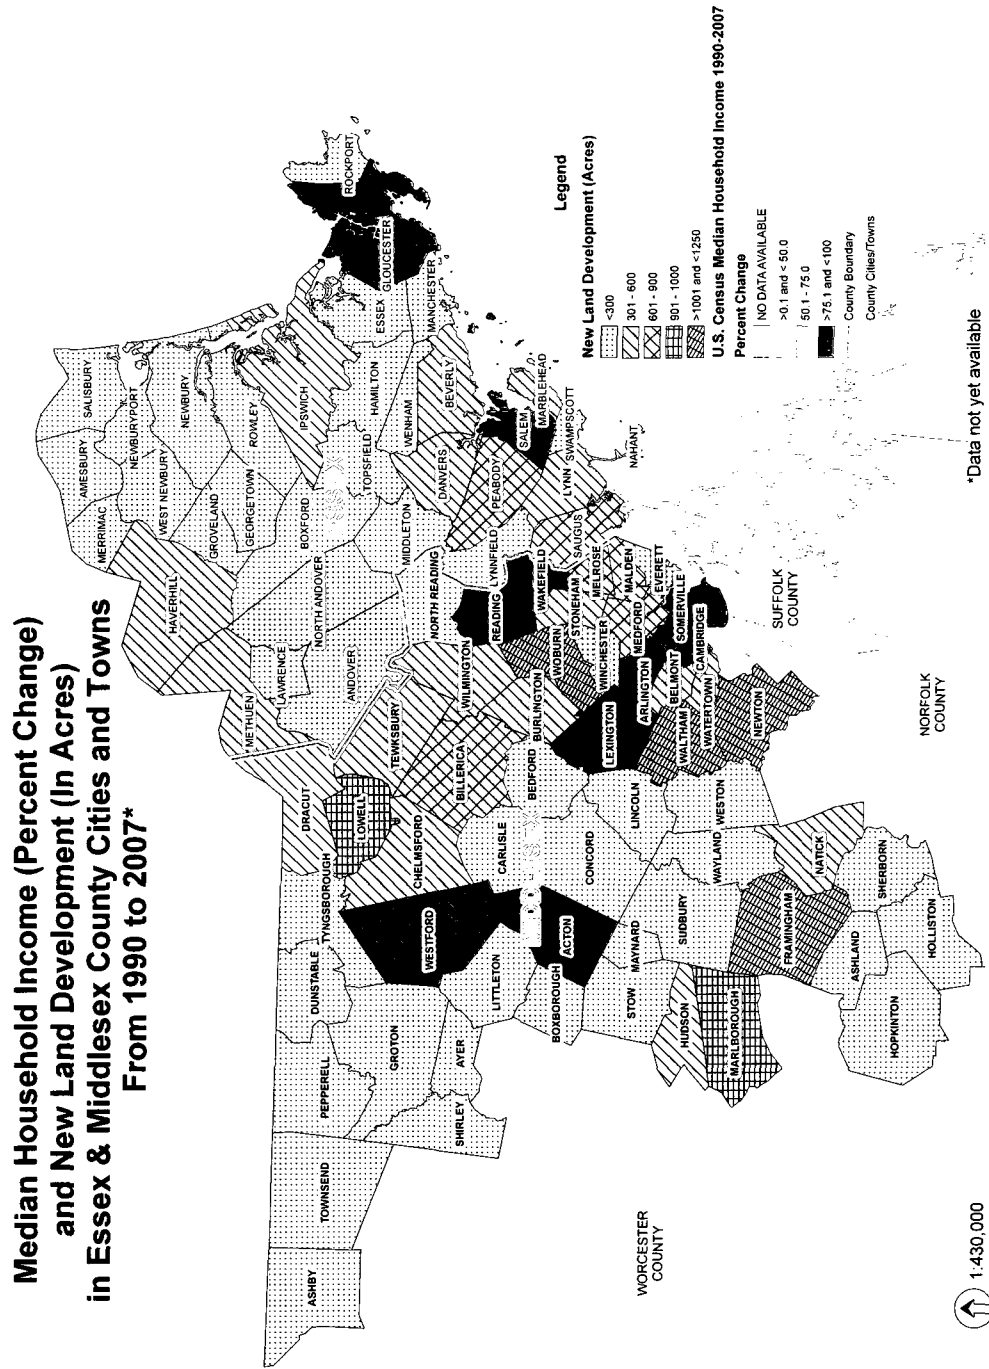 Median Household Income (Percent Change)
and New Land Development (In Acres)
in Essex & Middlesex County Cities and Towns
From 1990 to 2007*
SALISBURY
AMESBURY
MERRIMAC
NEWBURYPORT
WEST NEWBURY
NEWBURY
HAVERHILL
GROVELAND
GEORGETOWN
ROWLEY
IPSWICH
METHUEN
LAWRENCE
NORTH ANDOVER
BOXFORD
ANDOVER
TOPSFIELD
HAMILTON
ESSEX
GLOUCESTER
ROCKPORT
MANCHESTER
WENHAM
BEVERLY
MIDDLETON
DANVERS
PEABODY
SALEM
MARBLEHEAD
SWAMPSCOTT
LYNN
NAHANT
LYNNFIELD
SAUGUS
DRACUT
LOWELL
TYNGSBOROUGH
DUNSTABLE
PEPPERELL
TOWNSEND
ASHBY
GROTON
SHIRLEY
AYER
WESTFORD
CHELMSFORD
TEWKSBURY
BILLERICA
WILMINGTON
NORTH READING
READING
WAKEFIELD
STONEHAM
MELROSE
MALDEN
EVERETT
MEDFORD
SOMERVILLE
CAMBRIDGE
WINCHESTER
WOBURN
BURLINGTON
LEXINGTON
ARLINGTON
BELMONT
WATERTOWN
WALTHAM
NEWTON
BEDFORD
CARLISLE
CONCORD
LINCOLN
WESTON
WAYLAND
LITTLETON
ACTON
BOXBOROUGH
STOW
MAYNARD
SUDBURY
HUDSON
MARLBOROUGH
FRAMINGHAM
NATICK
SHERBORN
ASHLAND
HOLLISTON
HOPKINTON
WORCESTER
COUNTY
NORFOLK
COUNTY
SUFFOLK
COUNTY
Legend
New Land Development (Acres)
<300
301 - 600
601 - 900
901 - 1000
>1001 and <1250
U.S. Census Median Household Income 1990-2007
Percent Change
NO DATA AVAILABLE
>0.1 and < 50.0
50.1 - 75.0
>75.1 and <100
County Boundary
County Cities/Towns
*Data not yet available
1:430,000